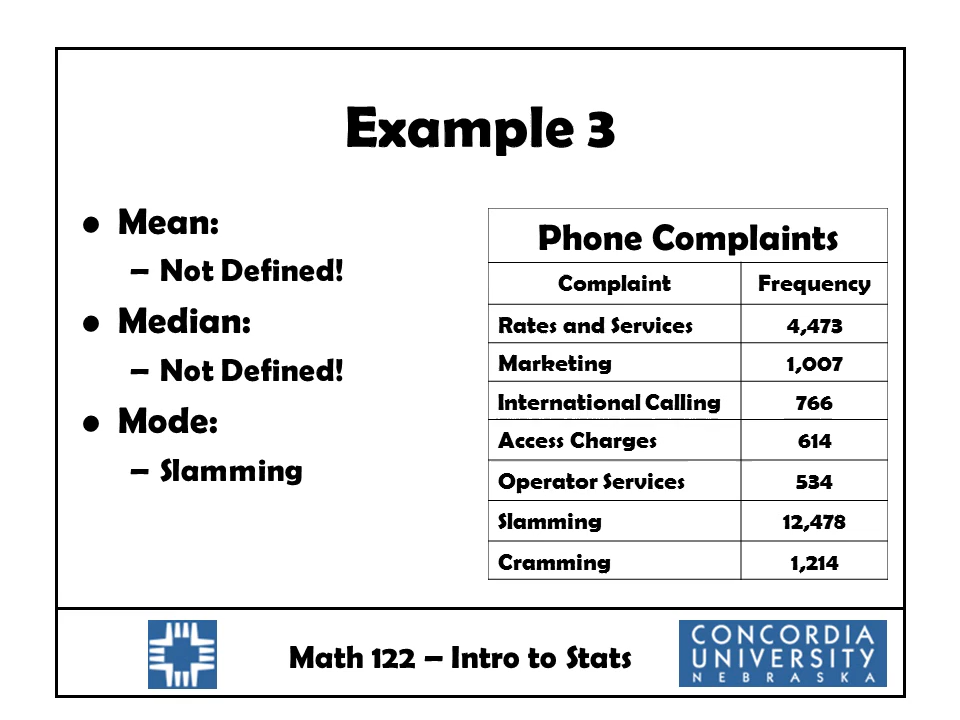 Example 3
• Mean:
– Not Defined!
• Median:
– Not Defined!
• Mode:
– Slamming
Phone Complaints
Complaint Frequency
Rates and Services 4,473
Marketing 1,007
International Calling 766
Access Charges 614
Operator Services 534
Slamming 12,478
Cramming 1,214
Math 122 – Intro to Stats
CONCORDIA
UNIVERSITY
NEBRASKA